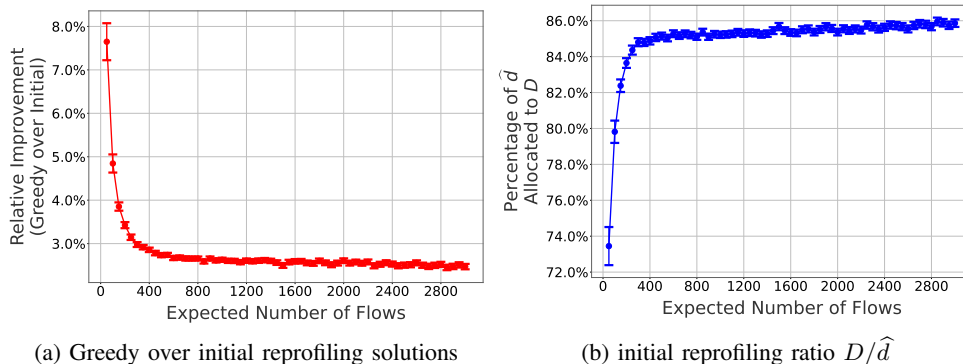 8.0%
7.0%
6.0%
5.0%
4.0%
3.0%
Relative Improvement
(Greedy over Initial)
0 400 800 1200 1600 2000 2400 2800
Expected Number of Flows
(a) Greedy over initial reprofiling solutions
86.0%
84.0%
82.0%
80.0%
78.0%
76.0%
74.0%
72.0%
Percentage of d̂
Allocated to D
0 400 800 1200 1600 2000 2400 2800
Expected Number of Flows
(b) initial reprofiling ratio D/d̂